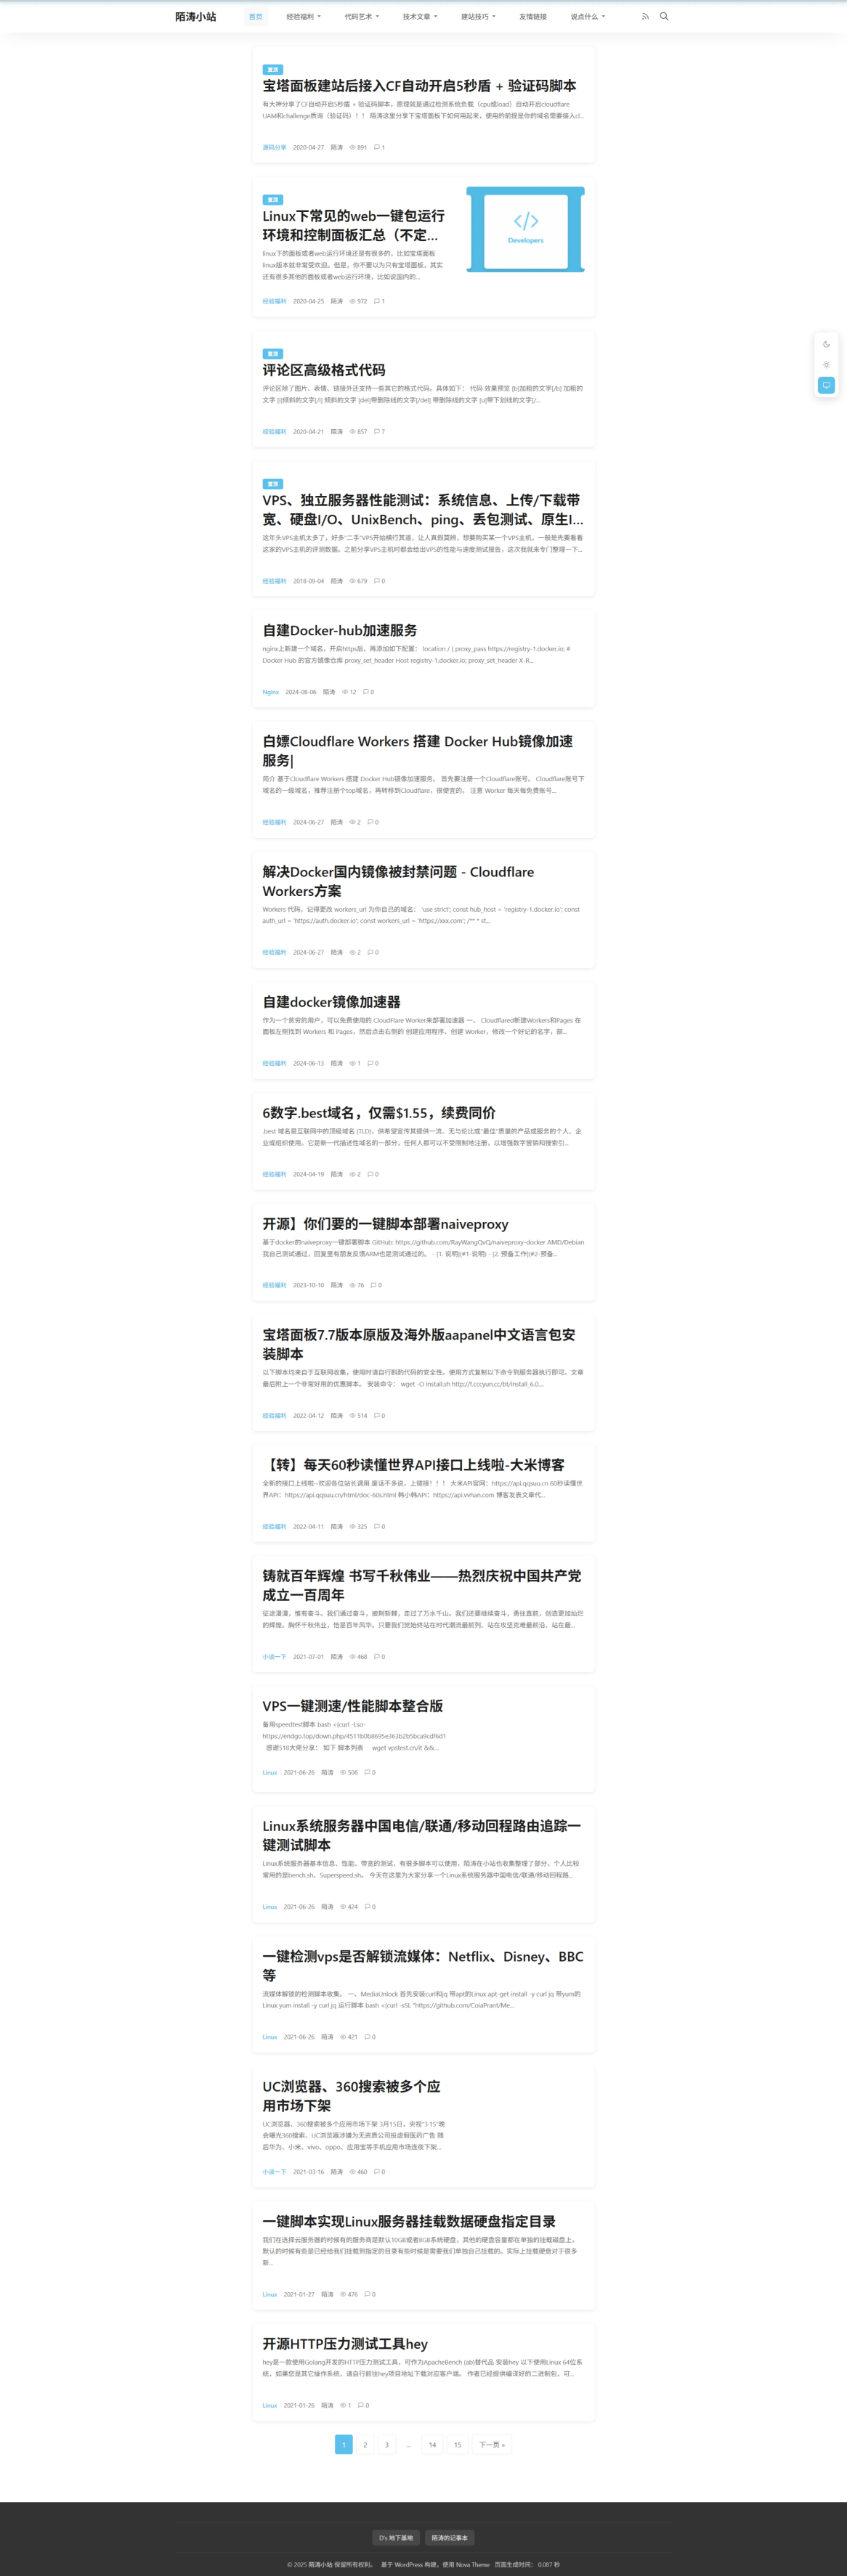 陌涛小站 首页 经验福利 代码艺术 技术文章 建站技巧 友情链接 说点什么
置顶
宝塔面板建站后接入CF自动开启5秒盾 + 验证码脚本
有大神分享了CF自动开启5秒盾 + 验证码脚本，原理就是通过检测系统负载（cpu或load）自动开启cloudflare
UAM和challenge质询（验证码）！！ 陌涛这里分享下宝塔面板下如何用起来，使用的前提是你的域名需要接入cl...
源码分享 2020-04-27 陌涛 891 1
置顶
Linux下常见的web一键包运行
环境和控制面板汇总（不定...
linux下的面板或者web运行环境还是有很多的，比如宝塔面板
linux版本就非常受欢迎。但是，你不要以为只有宝塔面板，其实
还有很多其他的面板或者web运行环境，比如说国内的...
Developers
经验福利 2020-04-25 陌涛 972 1
置顶
评论区高级格式代码
评论区除了图片、表情、链接外还支持一些其它的格式代码。具体如下： 代码 效果预览 [b]加粗的文字[/b] 加粗的
文字 [i]倾斜的文字[/i] 倾斜的文字 [del]带删除线的文字[/del] 带删除线的文字 [u]带下划线的文字[/...
经验福利 2020-04-21 陌涛 857 7
置顶
VPS、独立服务器性能测试：系统信息、上传/下载带
宽、硬盘I/O、UnixBench、ping、丢包测试、原生I...
这年头VPS主机太多了，好多“二手”VPS开始横行其道，让人真假莫辨，想要购买某一个VPS主机，一般是先要看看
这家的VPS主机的评测数据。之前分享VPS主机时都会给出VPS的性能与速度测试报告，这次我就来专门整理一下...
经验福利 2018-09-04 陌涛 679 0
自建Docker-hub加速服务
nginx上新建一个域名，开启https后，再添加如下配置： location / { proxy_pass https://registry-1.docker.io; #
Docker Hub 的官方镜像仓库 proxy_set_header Host registry-1.docker.io; proxy_set_header X-R...
Nginx 2024-08-06 陌涛 12 0
白嫖Cloudflare Workers 搭建 Docker Hub镜像加速
服务|
简介 基于Cloudflare Workers 搭建 Docker Hub镜像加速服务。 首先要注册一个Cloudflare账号。 Cloudflare账号下
域名的一级域名，推荐注册个top域名，再转移到Cloudflare，很便宜的。 注意 Worker 每天每免费账号...
经验福利 2024-06-27 陌涛 2 0
解决Docker国内镜像被封禁问题 - Cloudflare
Workers方案
Workers 代码，记得更改 workers_url 为你自己的域名： 'use strict'; const hub_host = 'registry-1.docker.io'; const
auth_url = 'https://auth.docker.io'; const workers_url = 'https://xxx.com'; /** * st...
经验福利 2024-06-27 陌涛 2 0
自建docker镜像加速器
作为一个贫穷的用户，可以免费使用的 CloudFlare Worker来部署加速器 一、 Cloudflared新建Workers和Pages 在
面板左侧找到 Workers 和 Pages，然后点击右侧的 创建应用程序、创建 Worker，修改一个好记的名字，部...
经验福利 2024-06-13 陌涛 1 0
6数字.best域名，仅需$1.55，续费同价
.best 域名是互联网中的顶级域名 (TLD)，供希望宣传其提供一流、无与伦比或“最佳”质量的产品或服务的个人、企
业或组织使用。它是新一代描述性域名的一部分，任何人都可以不受限制地注册，以增强数字营销和搜索引...
经验福利 2024-04-19 陌涛 2 0
开源】你们要的一键脚本部署naiveproxy
基于docker的naiveproxy一键部署脚本 GitHub: https://github.com/RayWangQvQ/naiveproxy-docker AMD/Debian
我自己测试通过，回复里有朋友反馈ARM也是测试通过的。 - [1. 说明](#1-说明) - [2. 预备工作](#2-预备...
经验福利 2023-10-10 陌涛 76 0
宝塔面板7.7版本原版及海外版aapanel中文语言包安
装脚本
以下脚本均来自于互联网收集，使用时请自行斟酌代码的安全性。使用方式复制以下命令到服务器执行即可。文章
最后附上一个非常好用的优惠脚本。 安装命令： wget -O install.sh http://f.cccyun.cc/bt/install_6.0....
经验福利 2022-04-12 陌涛 514 0
【转】每天60秒读懂世界API接口上线啦-大米博客
全新的接口上线啦~欢迎各位站长调用 废话不多说，上链接！！！ 大米API官网：https://api.qqsuu.cn 60秒读懂世
界API：https://api.qqsuu.cn/html/doc-60s.html 韩小韩API：https://api.vvhan.com 博客发表文章代...
经验福利 2022-04-11 陌涛 325 0
铸就百年辉煌 书写千秋伟业——热烈庆祝中国共产党
成立一百周年
征途漫漫，惟有奋斗。我们通过奋斗，披荆斩棘，走过了万水千山。我们还要继续奋斗，勇往直前，创造更加灿烂
的辉煌。胸怀千秋伟业，恰是百年风华。只要我们党始终站在时代潮流最前列、站在攻坚克难最前沿、站在最...
小谈一下 2021-07-01 陌涛 468 0
VPS一键测速/性能脚本整合版
备用speedtest脚本 bash <(curl -Lso-
https://endgo.top/down.php/4511b0b8695e363b2b5bca9cdf6d1
感谢518大佬分享： 如下 脚本列表 wget vpstest.cn/it &&...
Linux 2021-06-26 陌涛 506 0
Linux系统服务器中国电信/联通/移动回程路由追踪一
键测试脚本
Linux系统服务器基本信息、性能、带宽的测试，有很多脚本可以使用，陌涛在小站也收集整理了部分，个人比较
常用的是bench.sh、Superspeed.sh。 今天在这里为大家分享一个Linux系统服务器中国电信/联通/移动回程路...
Linux 2021-06-26 陌涛 424 0
一键检测vps是否解锁流媒体：Netflix、Disney、BBC
等
流媒体解锁的检测脚本收集。 一、MediaUnlock 首先安装curl和jq 带apt的Linux apt-get install -y curl jq 带yum的
Linux yum install -y curl jq 运行脚本 bash <(curl -sSL "https://github.com/CoiaPrant/Me...
Linux 2021-06-26 陌涛 421 0
UC浏览器、360搜索被多个应
用市场下架
UC浏览器、360搜索被多个应用市场下架 3月15日，央视“3·15”晚
会曝光360搜索、UC浏览器涉嫌为无资质公司投虚假医药广告 随
后华为、小米、vivo、oppo、应用宝等手机应用市场连夜下架...
小谈一下 2021-03-16 陌涛 460 0
一键脚本实现Linux服务器挂载数据硬盘指定目录
我们在选择云服务器的时候有的服务商是默认10GB或者8GB系统硬盘，其他的硬盘容量都在单独的挂载磁盘上，
默认的时候有些是已经给我们挂载到指定的目录有些时候是需要我们单独自己挂载的。实际上挂载硬盘对于很多
新...
Linux 2021-01-27 陌涛 476 0
开源HTTP压力测试工具hey
hey是一款使用Golang开发的HTTP压力测试工具，可作为ApacheBench (ab)替代品 安装hey 以下使用Linux 64位系
统，如果您是其它操作系统，请自行前往hey项目地址下载对应客户端。 作者已经提供编译好的二进制包，可...
Linux 2021-01-26 陌涛 1 0
1 2 3 ... 14 15 下一页 »
D's 地下基地 陌涛的记事本
© 2025 陌涛小站 保留所有权利。 基于 WordPress 构建，使用 Nova Theme 页面生成时间： 0.087 秒